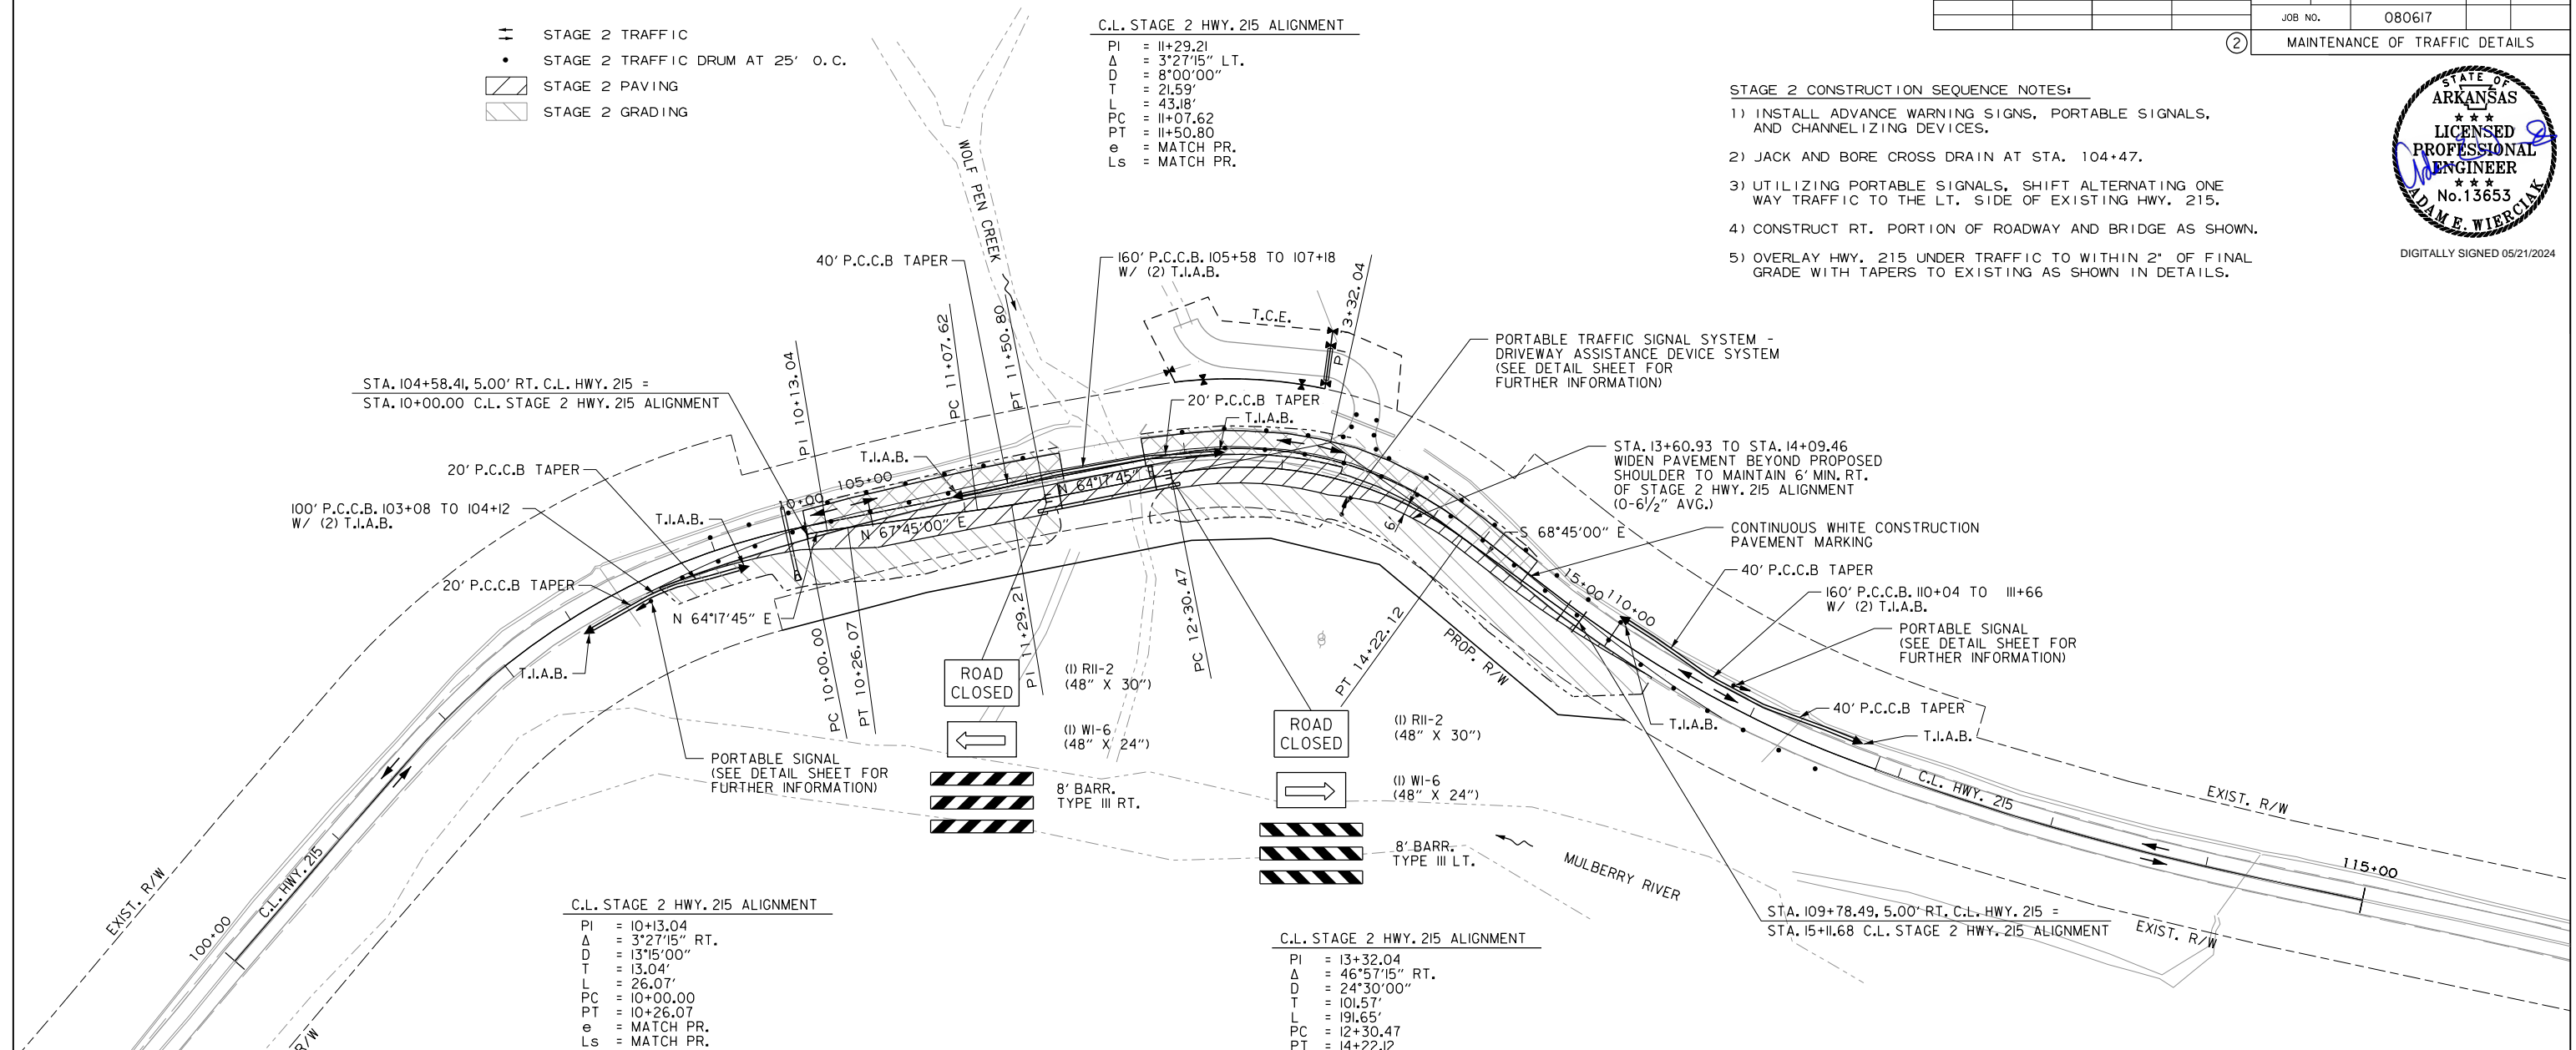 STAGE 2 TRAFFIC
STAGE 2 TRAFFIC DRUM AT 25' O.C.
STAGE 2 PAVING
STAGE 2 GRADING
C.L. STAGE 2 HWY. 215 ALIGNMENT
PI = 11+29.21
Δ = 3°27'15" LT.
D = 8°00'00"
T = 21.59'
L = 43.18'
PC = 11+07.62
PT = 11+50.80
e = MATCH PR.
Ls = MATCH PR.
JOB NO. 080617
2 MAINTENANCE OF TRAFFIC DETAILS
STAGE 2 CONSTRUCTION SEQUENCE NOTES:
1) INSTALL ADVANCE WARNING SIGNS, PORTABLE SIGNALS,
AND CHANNELIZING DEVICES.
2) JACK AND BORE CROSS DRAIN AT STA. 104+47.
3) UTILIZING PORTABLE SIGNALS, SHIFT ALTERNATING ONE
WAY TRAFFIC TO THE LT. SIDE OF EXISTING HWY. 215.
4) CONSTRUCT RT. PORTION OF ROADWAY AND BRIDGE AS SHOWN.
5) OVERLAY HWY. 215 UNDER TRAFFIC TO WITHIN 2" OF FINAL
GRADE WITH TAPERS TO EXISTING AS SHOWN IN DETAILS.
STATE OF
ARKANSAS
★ ★ ★
LICENSED
PROFESSIONAL
ENGINEER
★ ★ ★
No.13653
ADAM E. WIERCIAK
DIGITALLY SIGNED 05/21/2024
WOLF PEN CREEK
40' P.C.C.B TAPER
160' P.C.C.B. 105+58 TO 107+18
W/ (2) T.I.A.B.
T.C.E.
PI 13+32.04
PORTABLE TRAFFIC SIGNAL SYSTEM -
DRIVEWAY ASSISTANCE DEVICE SYSTEM
(SEE DETAIL SHEET FOR
FURTHER INFORMATION)
STA. 104+58.41, 5.00' RT. C.L. HWY. 215 =
STA. 10+00.00 C.L. STAGE 2 HWY. 215 ALIGNMENT
PI 10+13.04
PC 11+07.62
PT 11+50.80
20' P.C.C.B TAPER
T.I.A.B.
T.I.A.B.
20' P.C.C.B TAPER
100' P.C.C.B. 103+08 TO 104+12
W/ (2) T.I.A.B.
T.I.A.B.
10+00
105+00
N 67°45'00" E
N 64°17'45" E
STA. 13+60.93 TO STA. 14+09.46
WIDEN PAVEMENT BEYOND PROPOSED
SHOULDER TO MAINTAIN 6' MIN. RT.
OF STAGE 2 HWY. 215 ALIGNMENT
(0-6 1/2" AVG.)
6'
S 68°45'00" E
CONTINUOUS WHITE CONSTRUCTION
PAVEMENT MARKING
20' P.C.C.B TAPER
N 64°17'45" E
T.I.A.B.
15+00
110+00
40' P.C.C.B TAPER
160' P.C.C.B. 110+04 TO 111+66
W/ (2) T.I.A.B.
PORTABLE SIGNAL
(SEE DETAIL SHEET FOR
FURTHER INFORMATION)
PC 10+00.00
PT 10+26.07
PI 11+29.21
PC 12+30.47
PT 14+22.12
PROP. R/W
T.I.A.B.
40' P.C.C.B TAPER
T.I.A.B.
ROAD
CLOSED
(1) R11-2
(48" X 30")
(1) W1-6
(48" X 24")
8' BARR.
TYPE III RT.
ROAD
CLOSED
(1) R11-2
(48" X 30")
(1) W1-6
(48" X 24")
8' BARR.
TYPE III LT.
PORTABLE SIGNAL
(SEE DETAIL SHEET FOR
FURTHER INFORMATION)
MULBERRY RIVER
C.L. HWY. 215
EXIST. R/W
115+00
EXIST. R/W
C.L. HWY. 215
100+00
EXIST. R/W
R/W
STA. 109+78.49, 5.00' RT. C.L. HWY. 215 =
STA. 15+11.68 C.L. STAGE 2 HWY. 215 ALIGNMENT
C.L. STAGE 2 HWY. 215 ALIGNMENT
PI = 10+13.04
Δ = 3°27'15" RT.
D = 13°15'00"
T = 13.04'
L = 26.07'
PC = 10+00.00
PT = 10+26.07
e = MATCH PR.
Ls = MATCH PR.
C.L. STAGE 2 HWY. 215 ALIGNMENT
PI = 13+32.04
Δ = 46°57'15" RT.
D = 24°30'00"
T = 101.57'
L = 191.65'
PC = 12+30.47
PT = 14+22.12